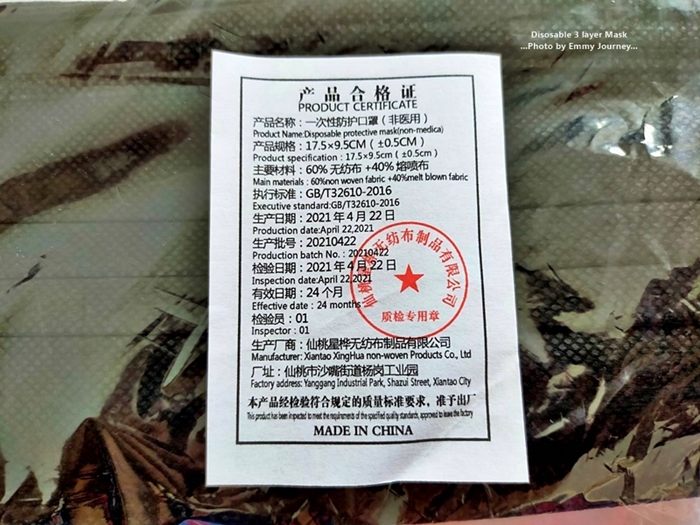 Disosable 3 layer Mask
...Photo by Emmy Journey...
产品合格证
PRODUCT CERTIFICATE
产品名称：一次性防护口罩（非医用）
Product Name:Disposable protective mask(non-medica)
产品规格：17.5×9.5CM（±0.5CM）
Product specification : 17.5×9.5cm（±0.5cm）
主要材料：60% 无纺布 +40% 熔喷布
Main materials : 60%non woven fabric +40%melt blown fabric
执行标准：GB/T32610-2016
Executive standard:GB/T32610-2016
生产日期：2021 年 4 月 22 日
Production date:April 22,2021
生产批号：20210422
Production batch No. : 20210422
检验日期：2021 年 4 月 22 日
Inspection date:April 22,2021
有效日期：24 个月
Effective date : 24 months
检验员：01
Inspector : 01
生产厂商：仙桃星桦无纺布制品有限公司
Manufacturer: Xiantao XingHua non-woven Products Co., Ltd
厂址：仙桃市沙嘴街道杨岗工业园
Factory address: Yanggang Industrial Park, Shazui Street, Xiantao City
本产品经检验符合规定的质量标准要求，准予出厂
This product has been inspected to meet the requirements of the specified quality standards, approved to leave the factory
MADE IN CHINA
无纺布制品有限公司
质检专用章